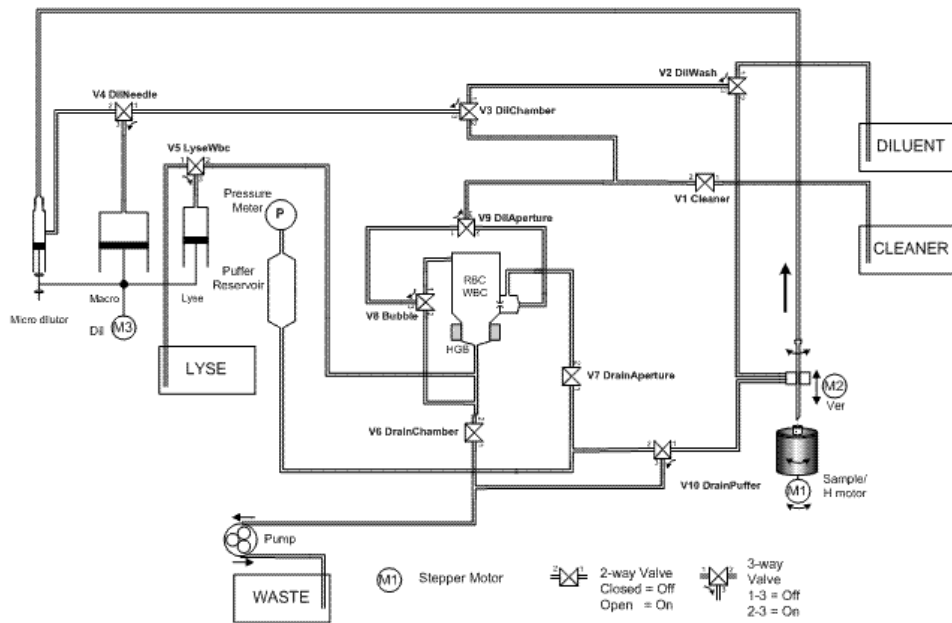 V2 DilWash
V4 DilNeedle
V3 DilChamber
DILUENT
V5 LyseWbc
Pressure
Meter
P
V1 Cleaner
V9 DilAperture
CLEANER
Puffer
Reservoir
RBC
WBC
Macro
Lyse
Micro dilutor
V8 Bubble
Dil
M3
HGB
LYSE
V7 DrainAperture
M2
Ver
V6 DrainChamber
V10 DrainPuffer
Sample/
H motor
M1
Pump
WASTE
M1
Stepper Motor
2-way Valve
Closed = Off
Open = On
3-way
Valve
1-3 = Off
2-3 = On